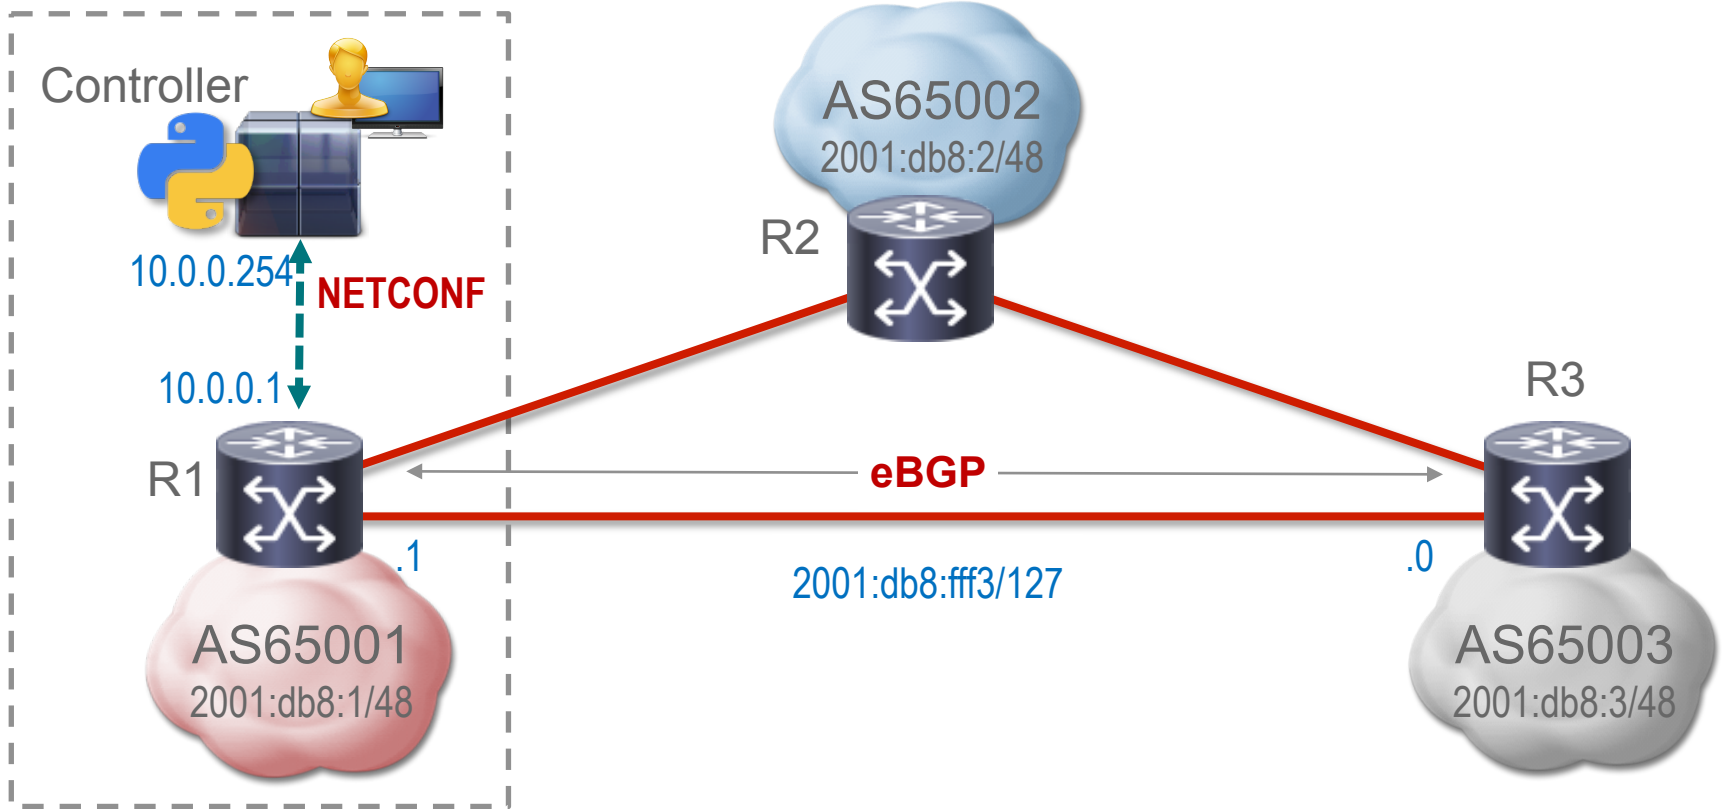 Controller
10.0.0.254
NETCONF
10.0.0.1
R1
.1
AS65001
2001:db8:1/48
AS65002
2001:db8:2/48
R2
eBGP
2001:db8:fff3/127
R3
.0
AS65003
2001:db8:3/48